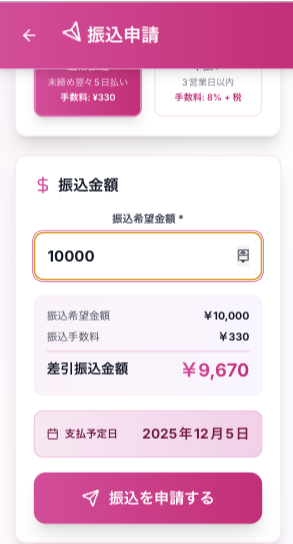 振込申請
末締め翌々5日払い
手数料: ¥330
3営業日以内
手数料: 8% + 税
振込金額
振込希望金額 *
10000
振込希望金額 ¥10,000
振込手数料 ¥330
差引振込金額 ¥9,670
支払予定日 2025年12月5日
振込を申請する